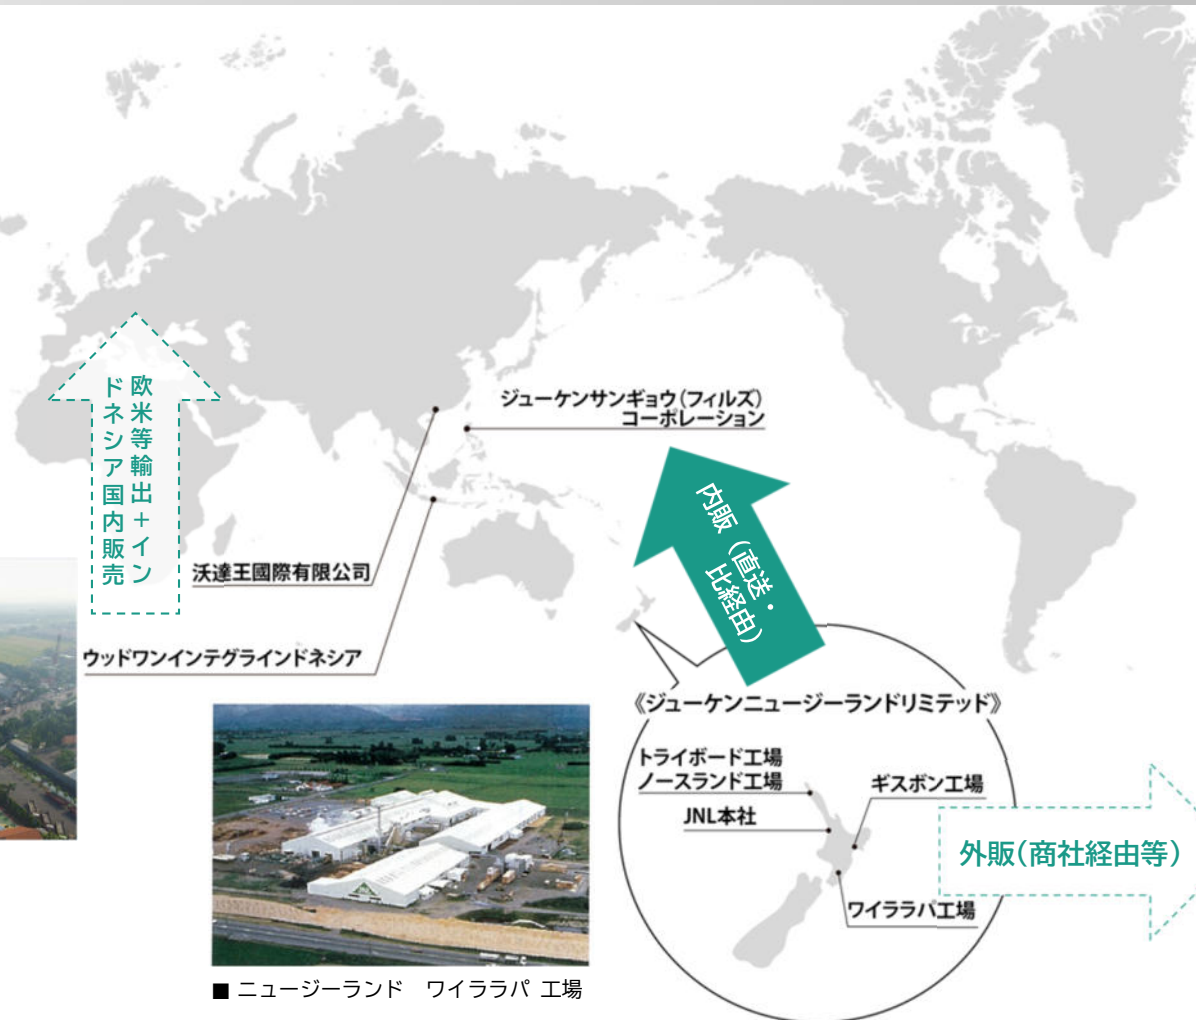 欧米等輸出+イン
ドネシア国内販売
ジューケンサンギョウ(フィルズ)
コーポレーション
内販(直送・
比経由)
沃達王國際有限公司
ウッドワンインテグラインドネシア
《ジューケンニュージーランドリミテッド》
トライボード工場
ノースランド工場
ギスボン工場
JNL本社
外販(商社経由等)
ワイララパ工場
■ ニュージーランド ワイララパ 工場